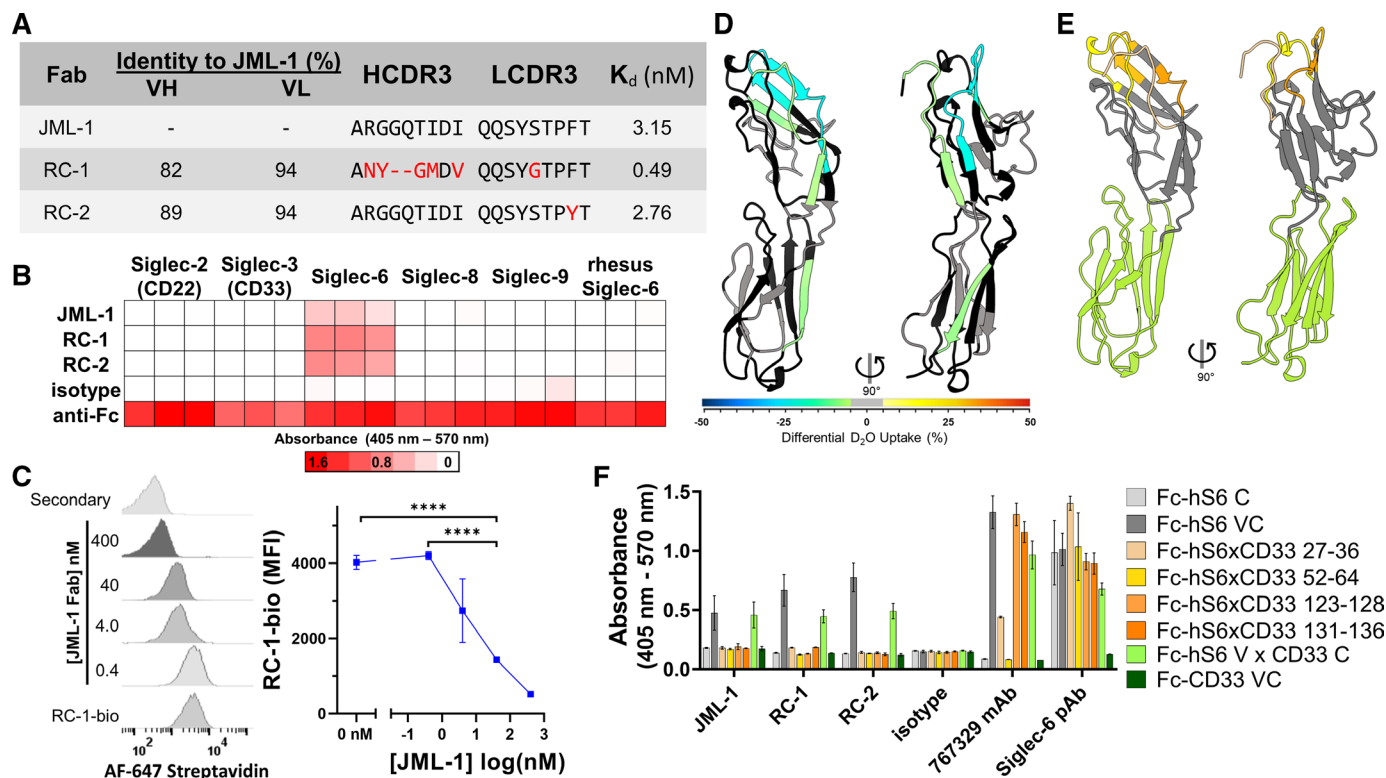 A
Fab Identity to JML-1 (%) HCDR3 LCDR3 Kd (nM)
VH VL
JML-1 - - ARGGQTIDI QQSYSTPFT 3.15
RC-1 82 94 ANY--GMDV QQSYGTPFT 0.49
RC-2 89 94 ARGGQTIDI QQSYSTPYT 2.76
B
Siglec-2 (CD22) Siglec-3 (CD33) Siglec-6 Siglec-8 Siglec-9 rhesus Siglec-6
JML-1
RC-1
RC-2
isotype
anti-Fc
Absorbance (405 nm – 570 nm)
1.6 0.8 0
C
Secondary
[JML-1 Fab] nM
400
40
4.0
0.4
RC-1-bio
10² 10⁴
AF-647 Streptavidin
RC-1-bio (MFI)
4000
2000
0
**** 
****
0 nM -1 0 1 2 3
[JML-1] log(nM)
D
90°
-50 -25 0 25 50
Differential D₂O Uptake (%)
E
90°
F
Absorbance
(405 nm - 570 nm)
1.5
1.0
0.5
0.0
JML-1
RC-1
RC-2
isotype
767329 mAb
Siglec-6 pAb
Fc-hS6 C
Fc-hS6 VC
Fc-hS6xCD33 27-36
Fc-hS6xCD33 52-64
Fc-hS6xCD33 123-128
Fc-hS6xCD33 131-136
Fc-hS6 V x CD33 C
Fc-CD33 VC